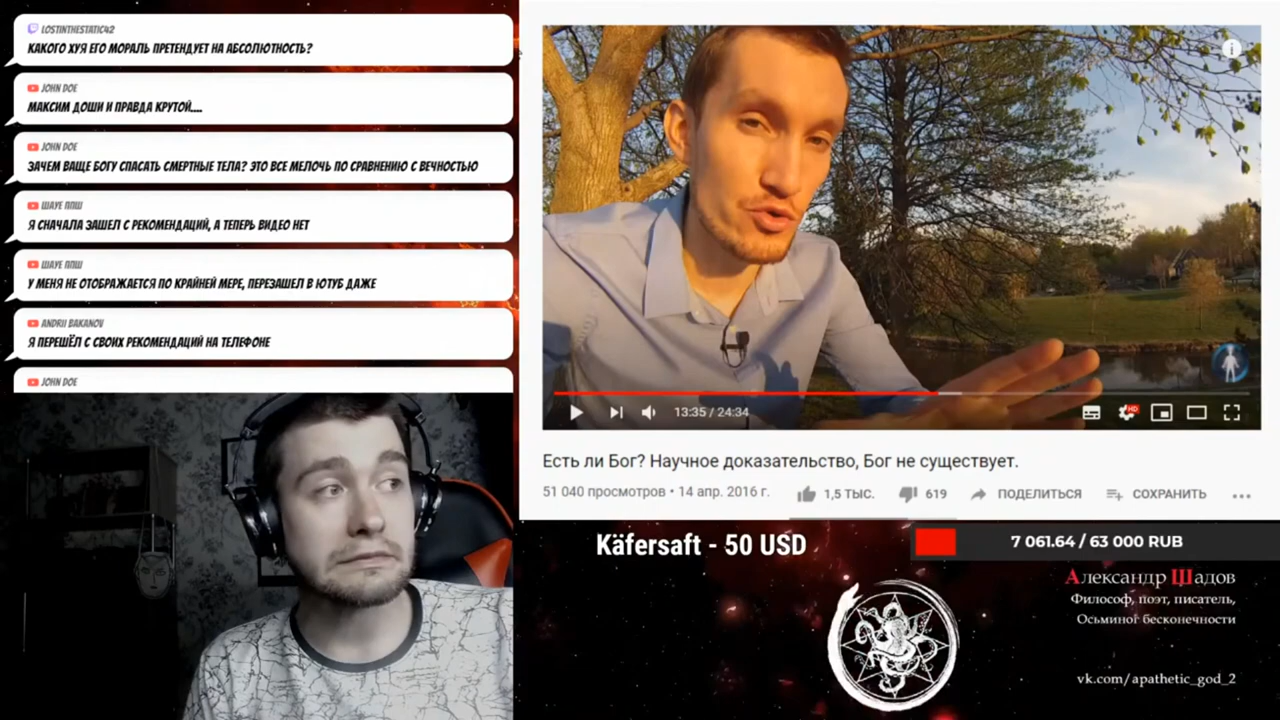 LOSTINTHESTATIC42
КАКОГО ХУЯ ЕГО МОРАЛЬ ПРЕТЕНДУЕТ НА АБСОЛЮТНОСТЬ?
JOHN DOE
МАКСИМ ДОШИ И ПРАВДА КРУТОЙ....
JOHN DOE
ЗАЧЕМ ВАЩЕ БОГУ СПАСАТЬ СМЕРТНЫЕ ТЕЛА? ЭТО ВСЕ МЕЛОЧЬ ПО СРАВНЕНИЮ С ВЕЧНОСТЬЮ
ШАУЕ ППШ
Я СНАЧАЛА ЗАШЕЛ С РЕКОМЕНДАЦИЙ, А ТЕПЕРЬ ВИДЕО НЕТ
ШАУЕ ППШ
У МЕНЯ НЕ ОТОБРАЖАЕТСЯ ПО КРАЙНЕЙ МЕРЕ, ПЕРЕЗАШЕЛ В ЮТУБ ДАЖЕ
ANDRII BAKANOV
Я ПЕРЕШЁЛ С СВОИХ РЕКОМЕНДАЦИЙ НА ТЕЛЕФОНЕ
JOHN DOE
13:35 / 24:34
HD
Есть ли Бог? Научное доказательство, Бог не существует.
51 040 просмотров • 14 апр. 2016 г.
1,5 ТЫС.
619
ПОДЕЛИТЬСЯ
СОХРАНИТЬ
Käfersaft - 50 USD
7 061.64 / 63 000 RUB
Александр Шадов
Философ, поэт, писатель,
Осьминог бесконечности
vk.com/apathetic_god_2